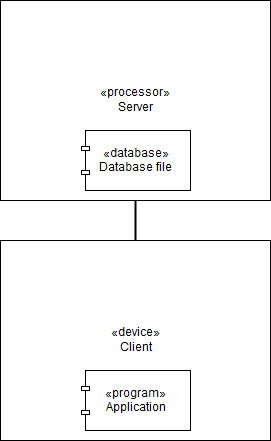 «processor»
Server
«database»
Database file
«device»
Client
«program»
Application